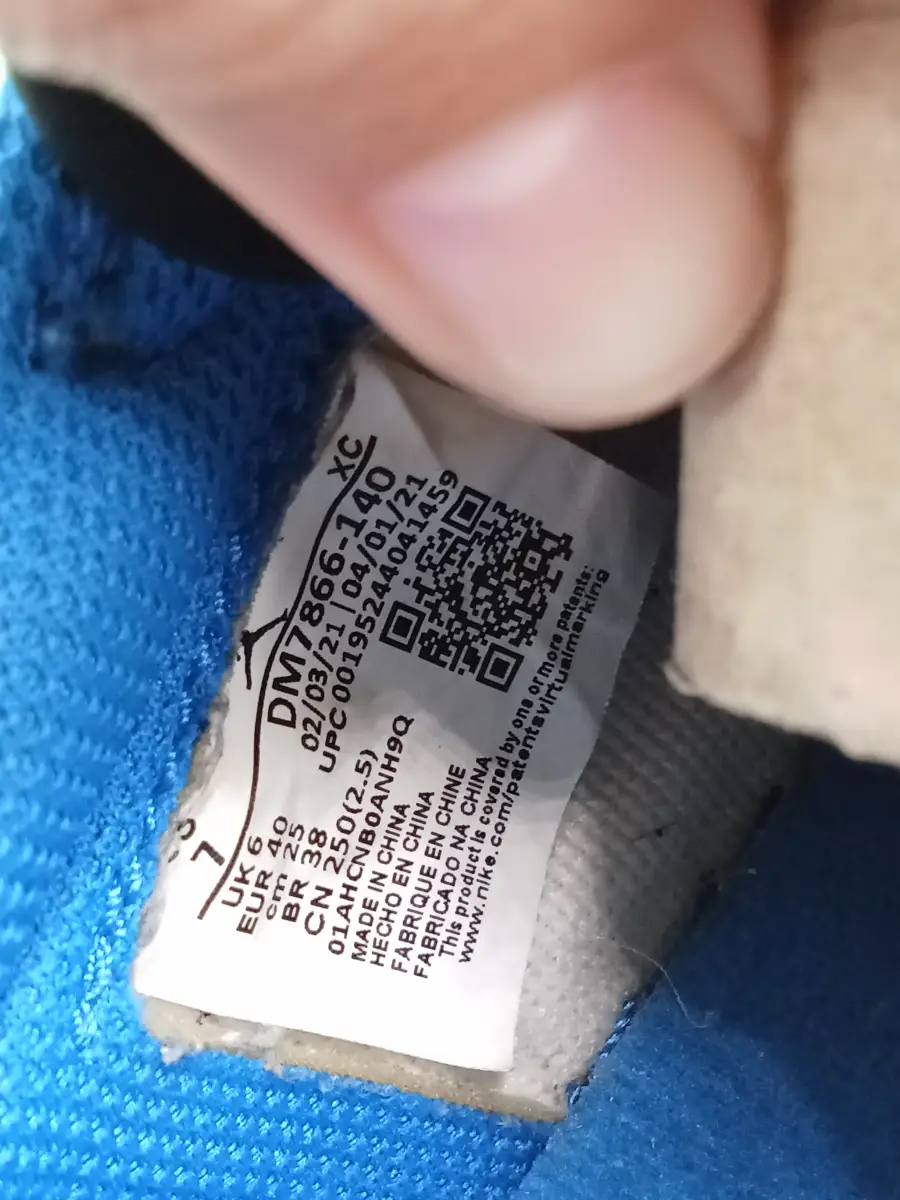 7
XC
UK 6
EUR 40
cm 25
BR 38
CN 250(2.5)
DM7866-140
02/03/21 | 04/01/21
UPC 00195244041459
01AHCNB0ANH9Q
MADE IN CHINA
HECHO EN CHINA
FABRIQUE EN CHINE
FABRICADO NA CHINA
This product is covered by one or more patents:
www.nike.com/patentsvirtualmarking